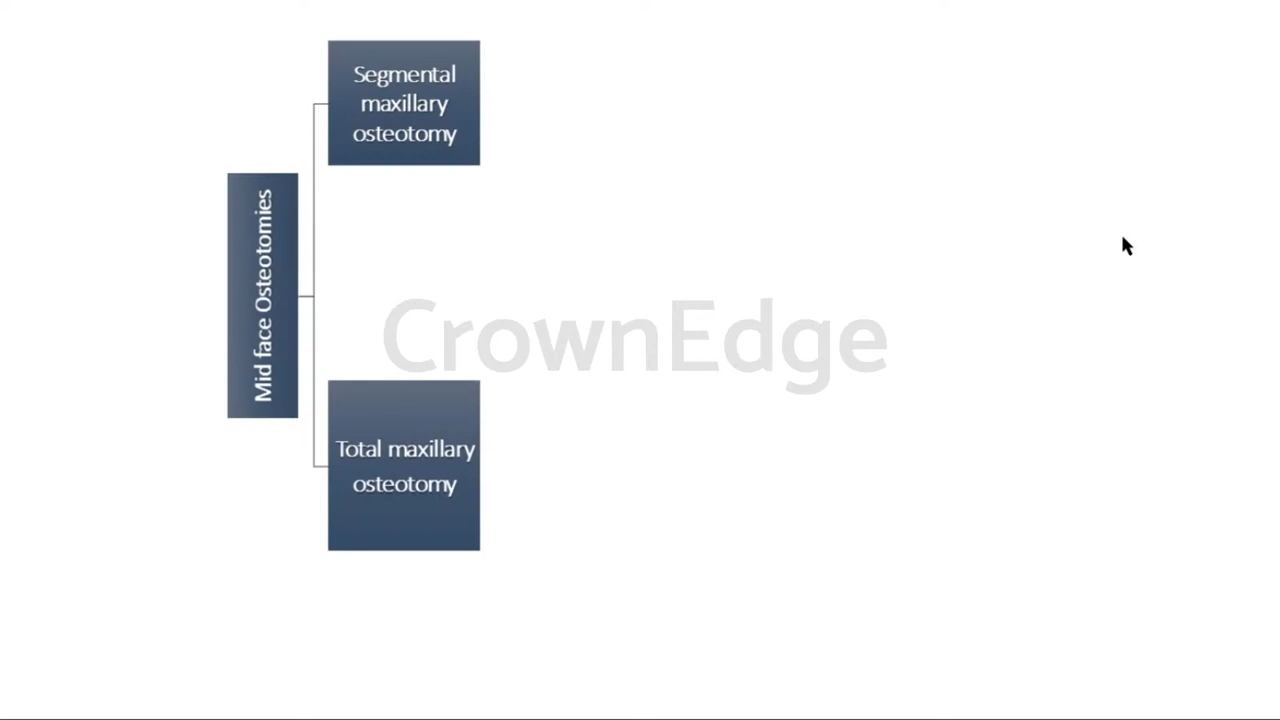 Segmental
maxillary
osteotomy
Mid face Osteotomies
CrownEdge
Total maxillary
osteotomy